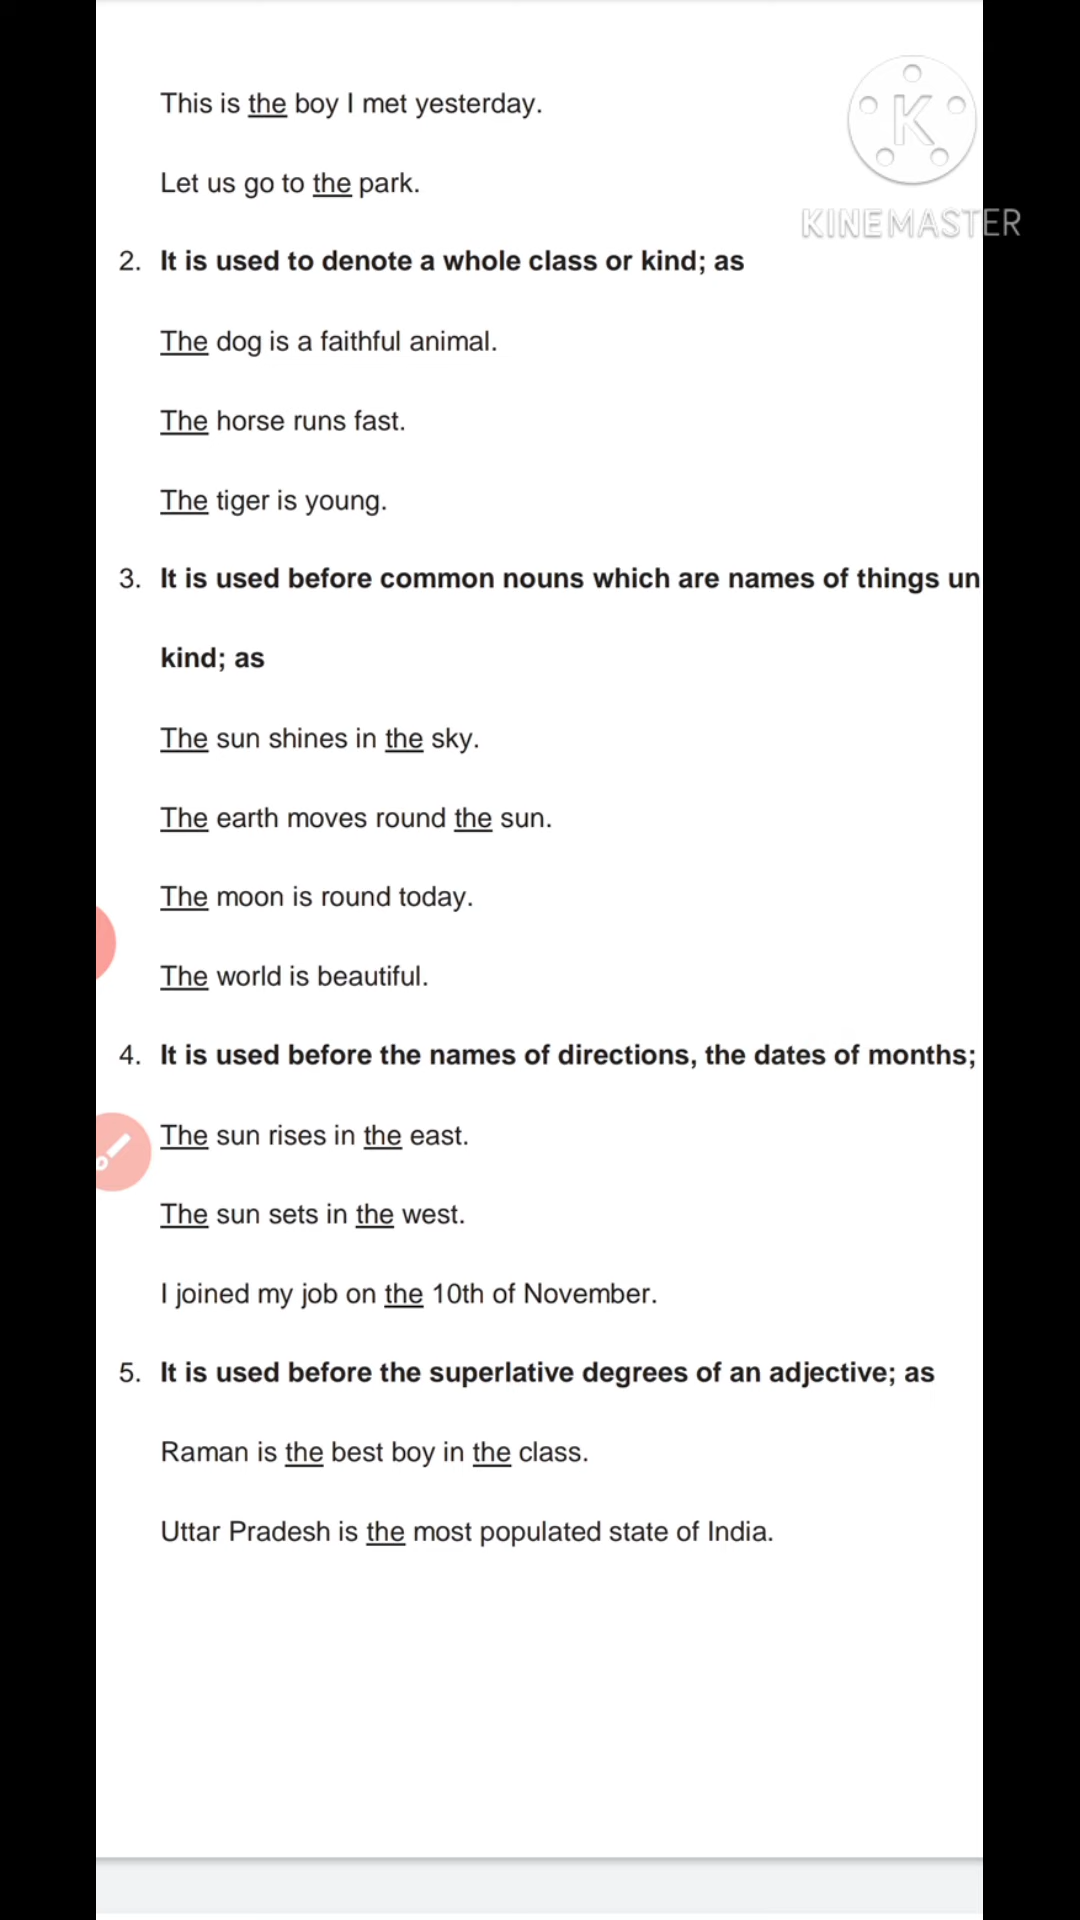 This is the boy I met yesterday.
K
KINEMASTER
Let us go to the park.
2. It is used to denote a whole class or kind; as
The dog is a faithful animal.
The horse runs fast.
The tiger is young.
3. It is used before common nouns which are names of things un
kind; as
The sun shines in the sky.
The earth moves round the sun.
The moon is round today.
The world is beautiful.
4. It is used before the names of directions, the dates of months;
The sun rises in the east.
The sun sets in the west.
I joined my job on the 10th of November.
5. It is used before the superlative degrees of an adjective; as
Raman is the best boy in the class.
Uttar Pradesh is the most populated state of India.